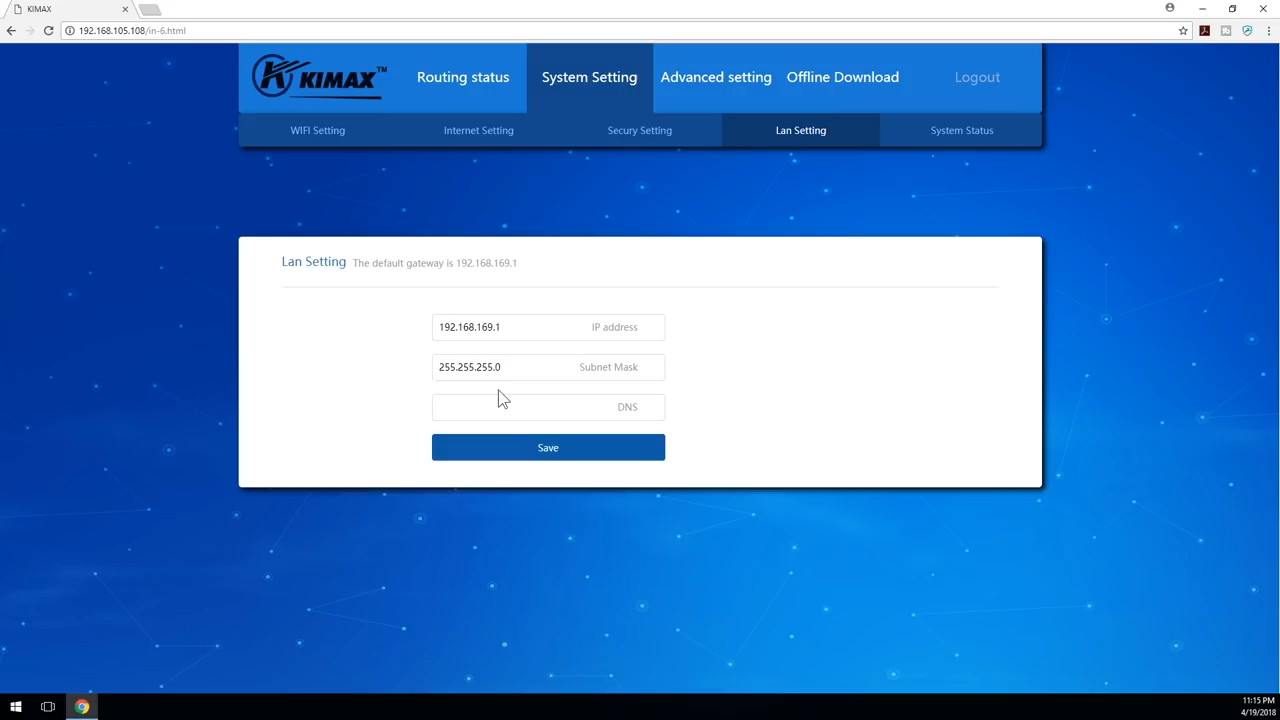 KIMAX
192.168.105.108/in-6.html
KIMAX™
Routing status
System Setting
Advanced setting
Offline Download
Logout
WIFI Setting
Internet Setting
Secury Setting
Lan Setting
System Status
Lan Setting The default gateway is 192.168.169.1
192.168.169.1 IP address
255.255.255.0 Subnet Mask
DNS
Save
11:15 PM
4/19/2018